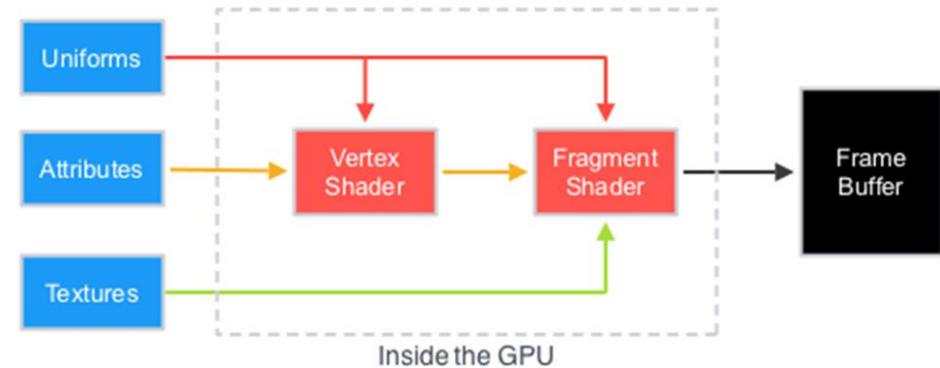 Uniforms
Attributes
Textures
Vertex
Shader
Fragment
Shader
Frame
Buffer
Inside the GPU